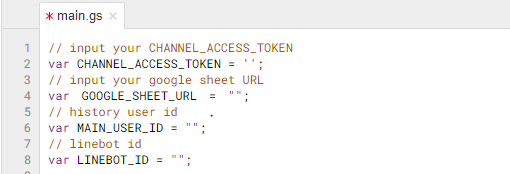 * main.gs ×
1 // input your CHANNEL_ACCESS_TOKEN
2 var CHANNEL_ACCESS_TOKEN = '';
3 // input your google sheet URL
4 var GOOGLE_SHEET_URL = "";
5 // history user id
6 var MAIN_USER_ID = "";
7 // linebot id
8 var LINEBOT_ID = "";